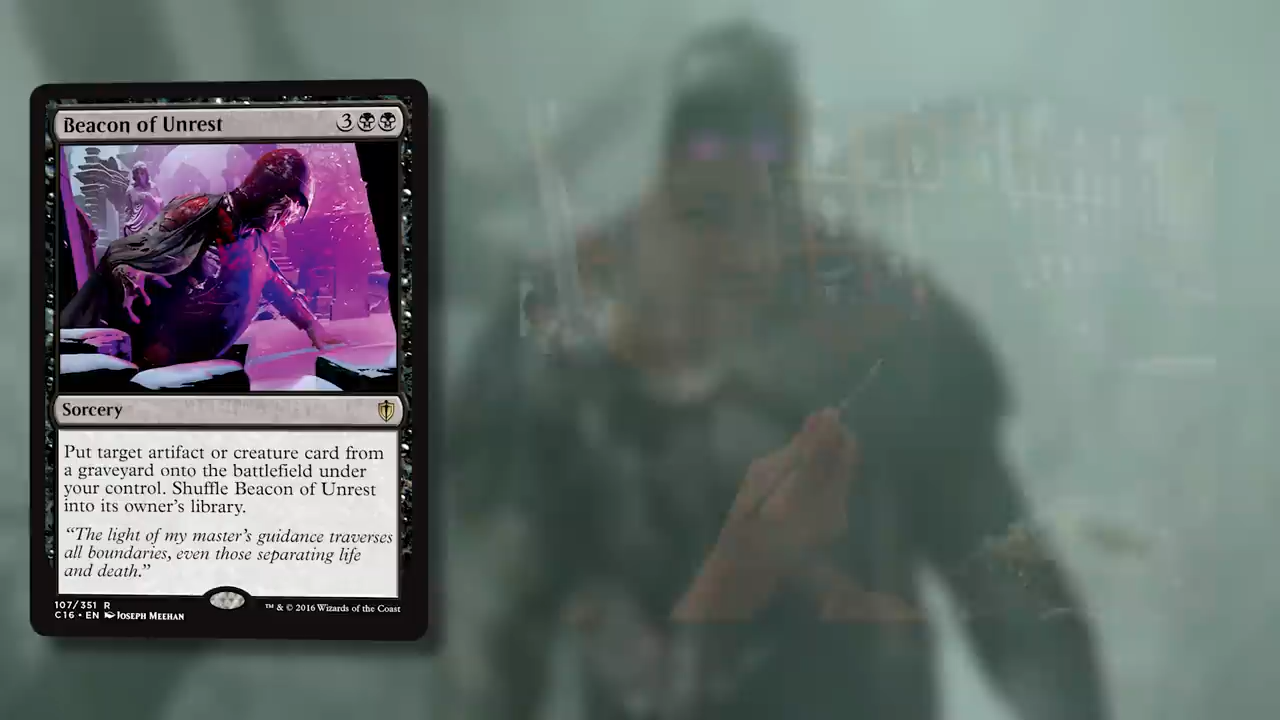 Beacon of Unrest 3
Sorcery
Put target artifact or creature card from
a graveyard onto the battlefield under
your control. Shuffle Beacon of Unrest
into its owner's library.
“The light of my master's guidance traverses
all boundaries, even those separating life
and death.”
107/351 R
C16 • EN Joseph Meehan
™ & © 2016 Wizards of the Coast